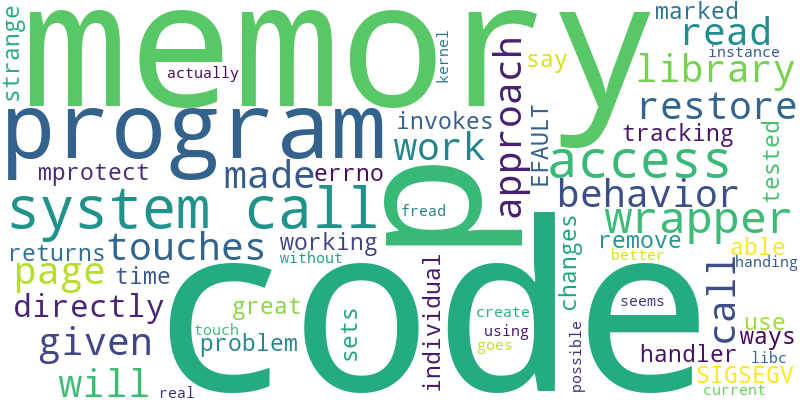 strange
memory
actually
kernel
say
marked
read
instance
library
restore
program
mprotect
made
errno
invokes
work
approach
EFAULT
tracking
access
tested
system call
touches
returns
working
without
p
fread
behavior
wrapper
changes
remove
better
able
handing
page
time
directly
great
given
touch
problem
sets
individual
code
create
using
goes
seems
possible
call
use
ways
handler
libc
SIGSEGV
current
will
real